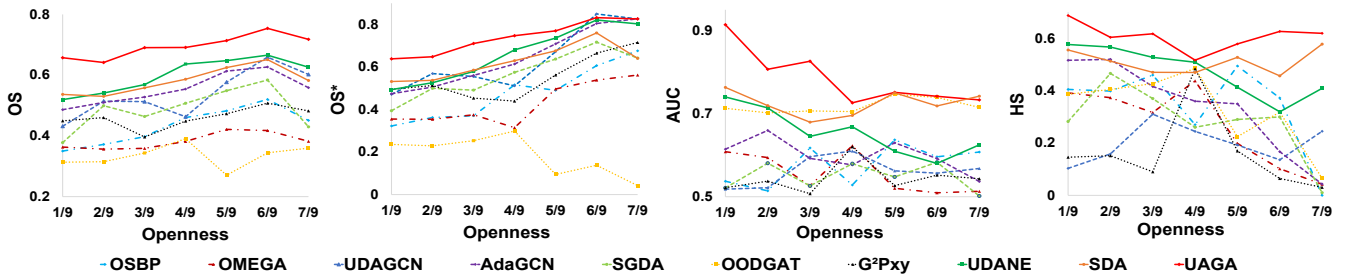 OS
0.8
0.6
0.4
0.2
1/9 2/9 3/9 4/9 5/9 6/9 7/9
Openness
OS*
0.8
0.6
0.4
0.2
0
1/9 2/9 3/9 4/9 5/9 6/9 7/9
Openness
AUC
0.9
0.7
0.5
1/9 2/9 3/9 4/9 5/9 6/9 7/9
Openness
HS
0.6
0.4
0.2
0
1/9 2/9 3/9 4/9 5/9 6/9 7/9
Openness
OSBP OMEGA UDAGCN AdaGCN SGDA OODGAT G²Pxy UDANE SDA UAGA